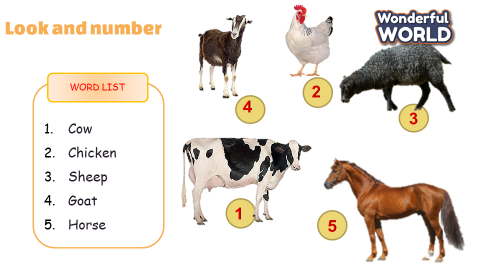 Look and number
Wonderful
WORLD
WORD LIST
1. Cow
2. Chicken
3. Sheep
4. Goat
5. Horse
4
2
3
1
5